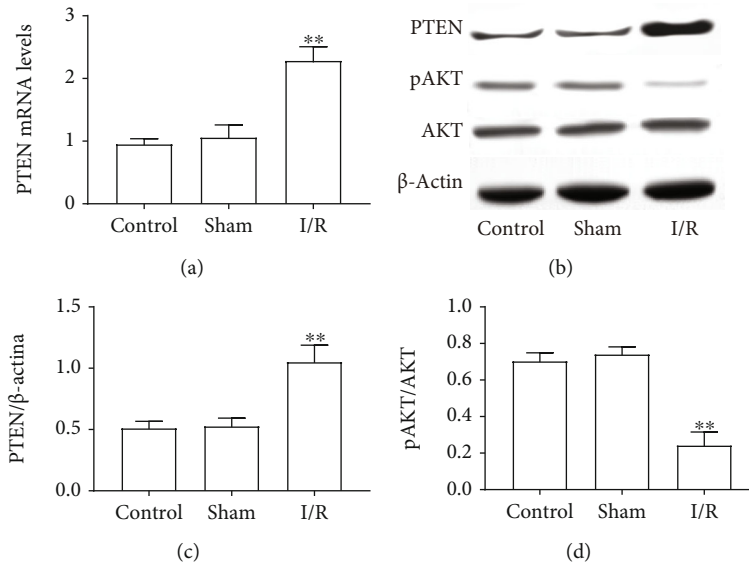 PTEN mRNA levels
3
2
1
0
**
Control Sham I/R
(a)
PTEN
pAKT
AKT
β-Actin
Control Sham I/R
(b)
PTEN/β-actina
1.5
1.0
0.5
0.0
**
Control Sham I/R
(c)
pAKT/AKT
1.0
0.8
0.6
0.4
0.2
0.0
**
Control Sham I/R
(d)